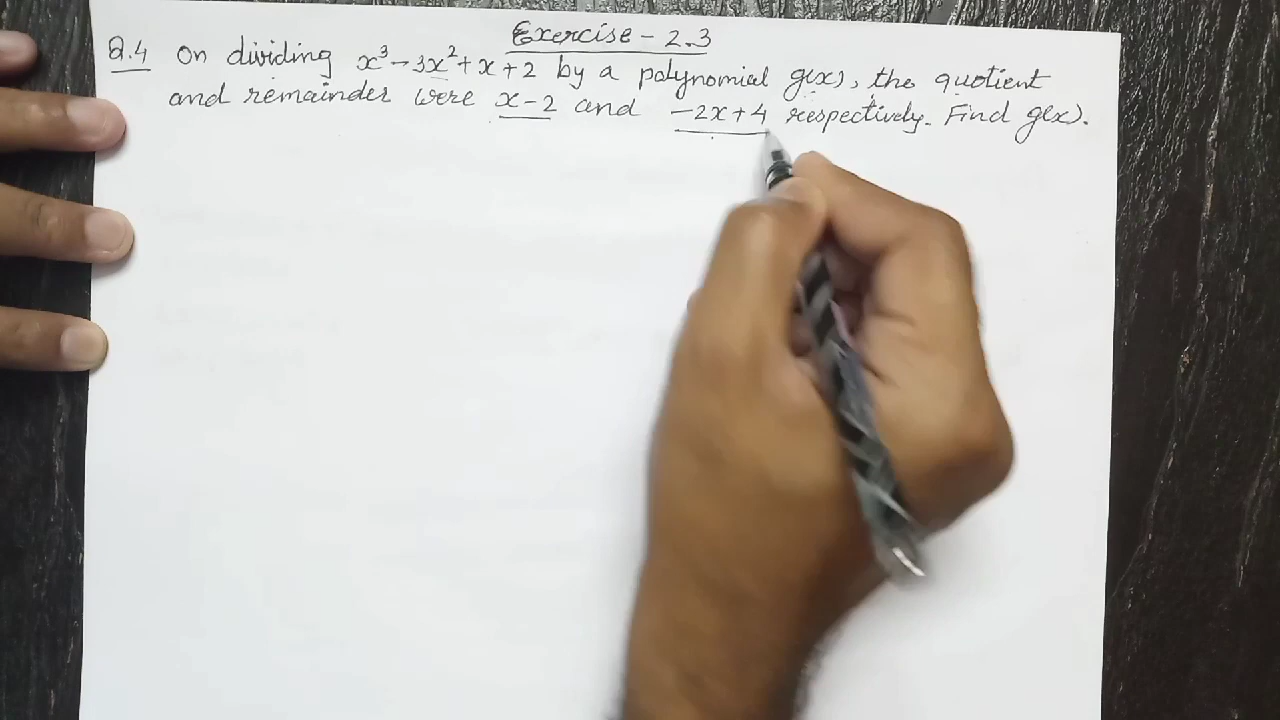 Exercise - 2.3
Q.4 On dividing x³-3x²+x+2 by a polynomial g(x), the quotient
and remainder were x-2 and -2x+4 respectively. Find g(x).